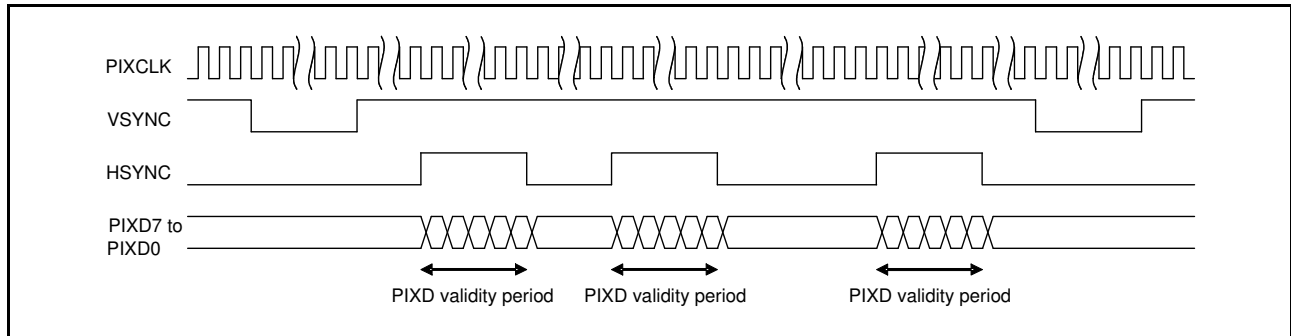 PIXCLK
VSYNC
HSYNC
PIXD7 to
PIXD0
PIXD validity period PIXD validity period PIXD validity period